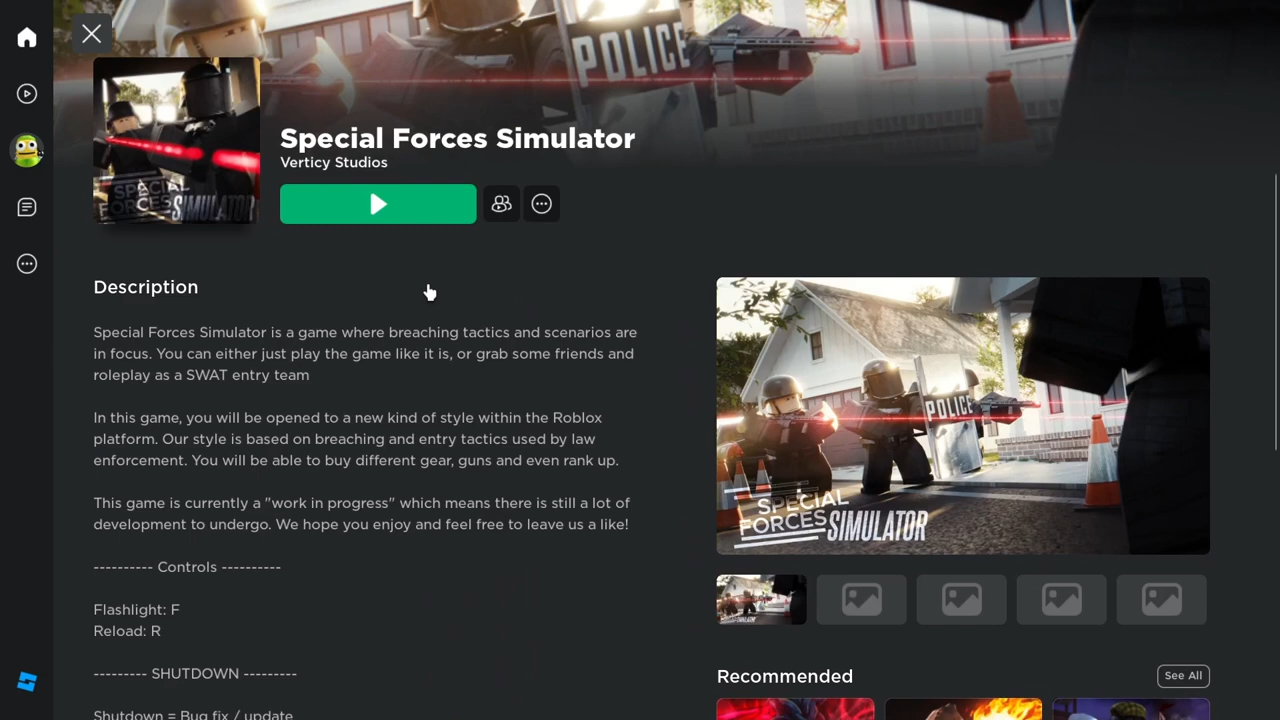 POLICE
SPECIAL
FORCES SIMULATOR
Special Forces Simulator
Verticy Studios
Description
Special Forces Simulator is a game where breaching tactics and scenarios are
in focus. You can either just play the game like it is, or grab some friends and
roleplay as a SWAT entry team
In this game, you will be opened to a new kind of style within the Roblox
platform. Our style is based on breaching and entry tactics used by law
enforcement. You will be able to buy different gear, guns and even rank up.
This game is currently a "work in progress" which means there is still a lot of
development to undergo. We hope you enjoy and feel free to leave us a like!
---------- Controls ----------
Flashlight: F
Reload: R
--------- SHUTDOWN ---------
Shutdown = Bug fix / update
POLICE
SPECIAL
FORCES SIMULATOR
Recommended
See All